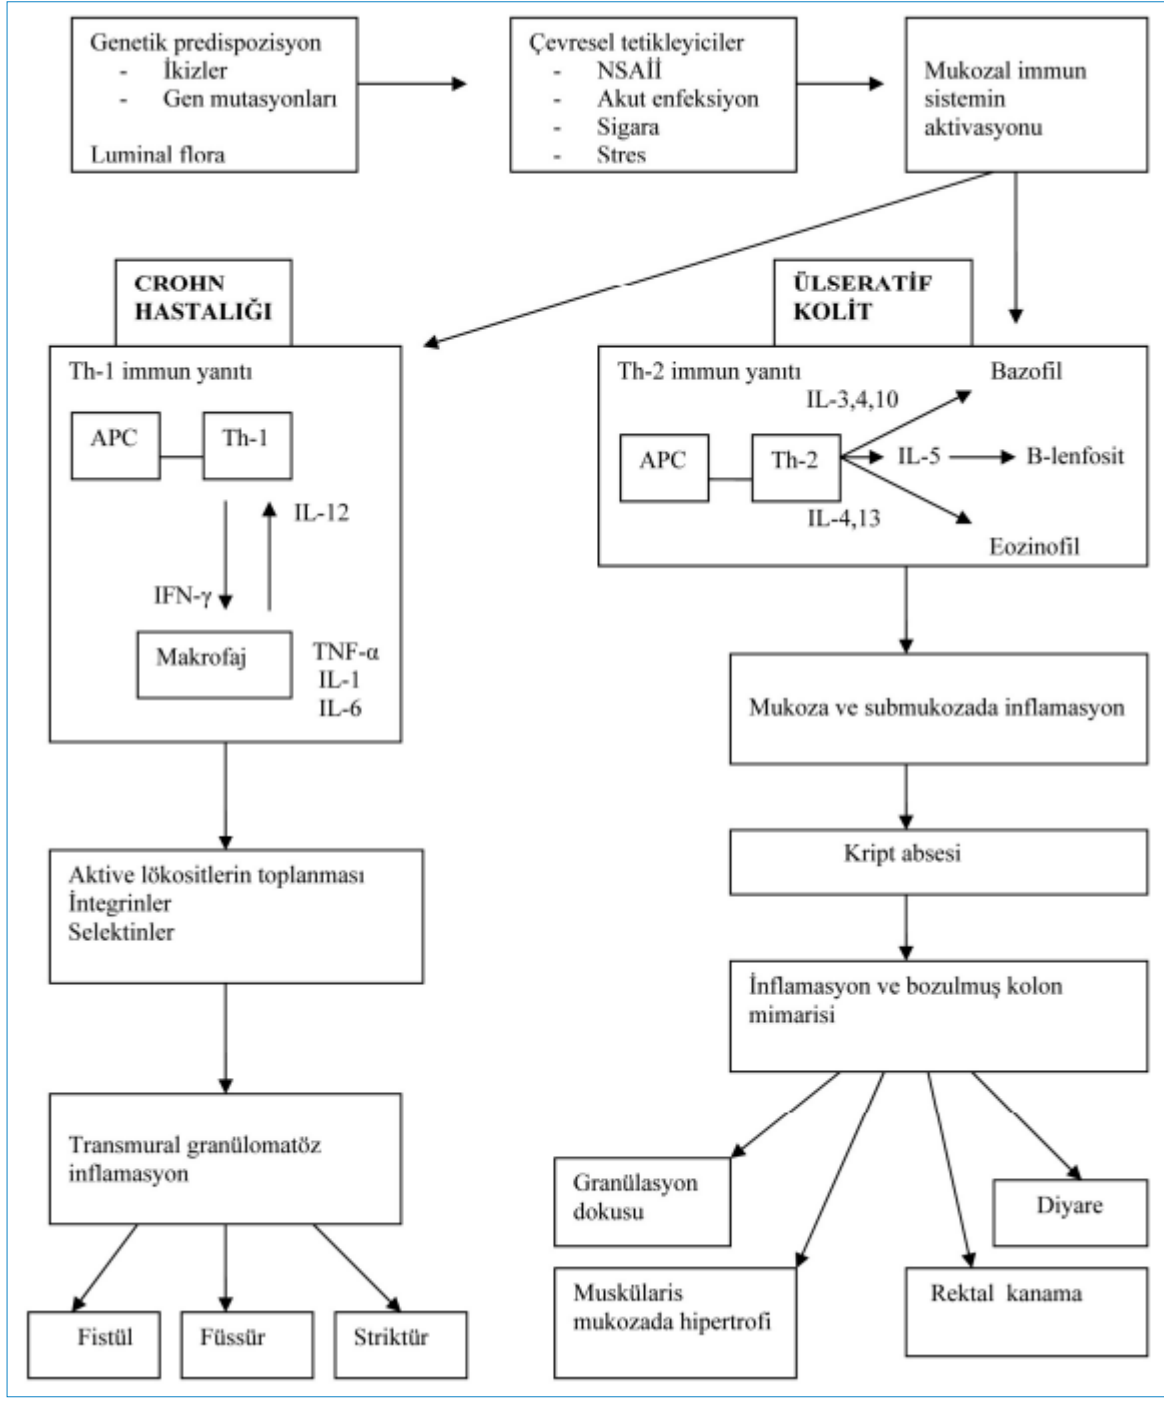 Genetik predispozisyon
- İkizler
- Gen mutasyonları
Luminal flora
Çevresel tetikleyiciler
- NSAİİ
- Akut enfeksiyon
- Sigara
- Stres
Mukozal immun
sistemin
aktivasyonu
CROHN
HASTALIĞI
Th-1 immun yanıtı
APC
Th-1
IL-12
IFN-γ
Makrofaj
TNF-α
IL-1
IL-6
Aktive lökositlerin toplanması
İntegrinler
Selektinler
Transmural granülomatöz
inflamasyon
Fistül
Füssür
Striktür
ÜLSERATİF
KOLİT
Th-2 immun yanıtı
Bazofil
IL-3,4,10
APC
Th-2
IL-5
B-lenfosit
IL-4,13
Eozinofil
Mukoza ve submukozada inflamasyon
Kript absesi
İnflamasyon ve bozulmuş kolon
mimarisi
Granülasyon
dokusu
Diyare
Muskülaris
mukozada hipertrofi
Rektal kanama